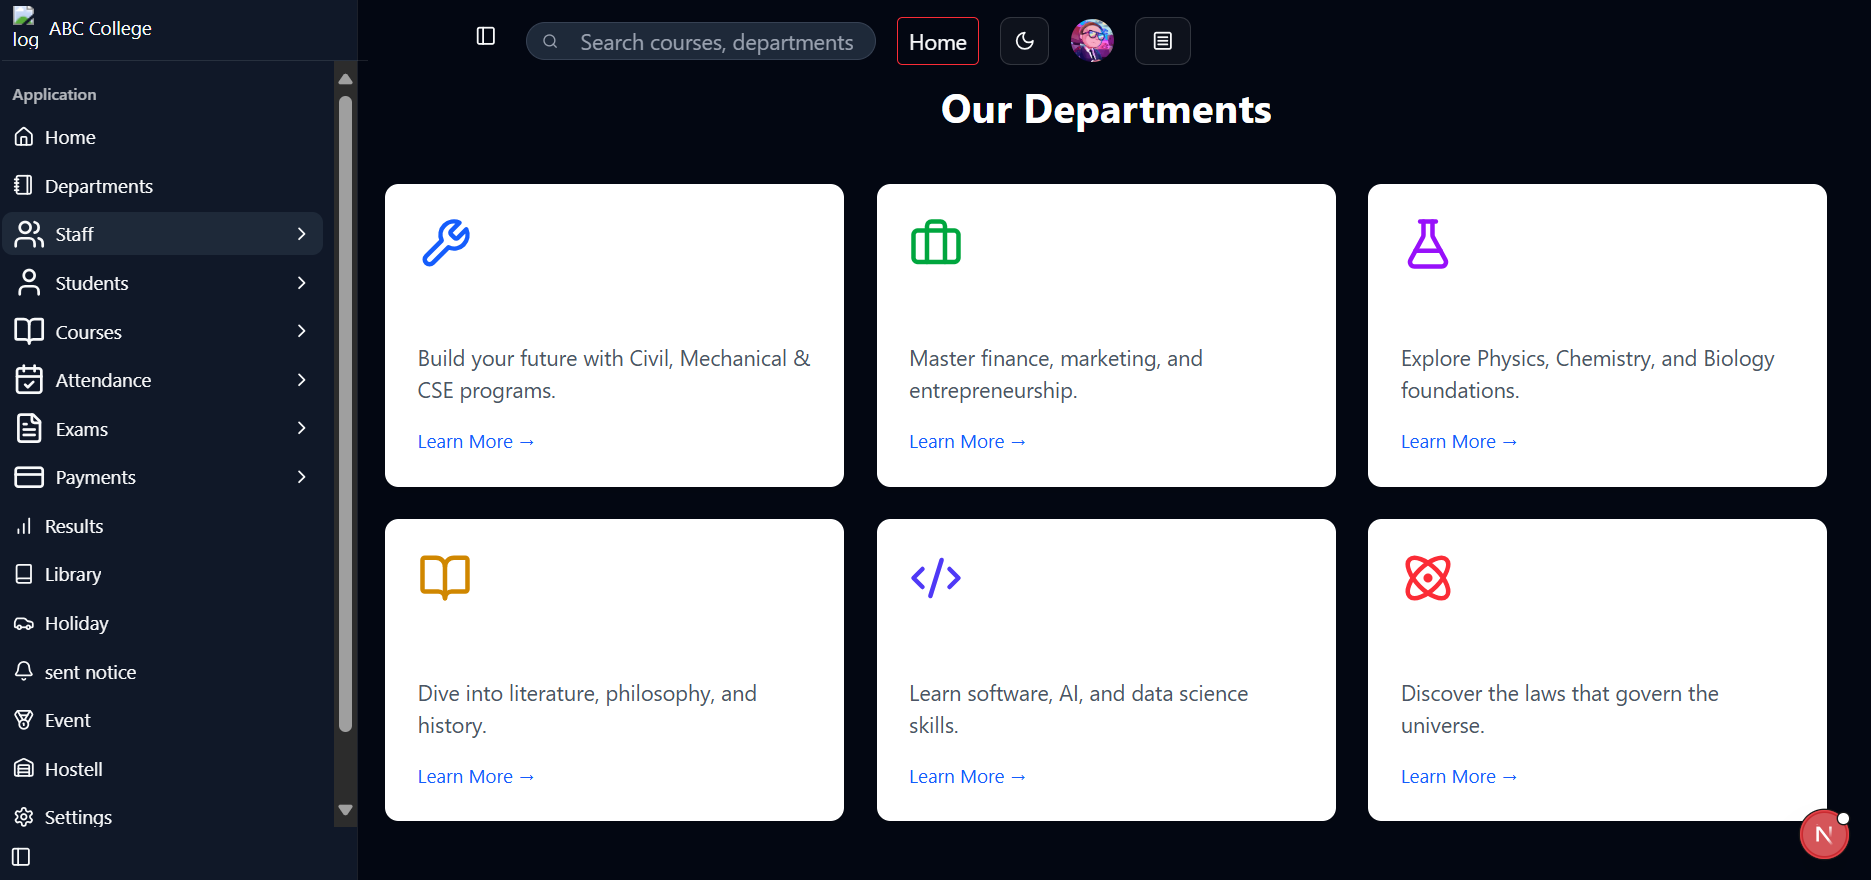 log
ABC College
Search courses, departments
Home
Our Departments
Application
Home
Departments
Staff
Students
Courses
Attendance
Exams
Payments
Results
Library
Holiday
sent notice
Event
Hostell
Settings
Build your future with Civil, Mechanical &
CSE programs.
Learn More →
Master finance, marketing, and
entrepreneurship.
Learn More →
Explore Physics, Chemistry, and Biology
foundations.
Learn More →
Dive into literature, philosophy, and
history.
Learn More →
Learn software, AI, and data science
skills.
Learn More →
Discover the laws that govern the
universe.
Learn More →
N